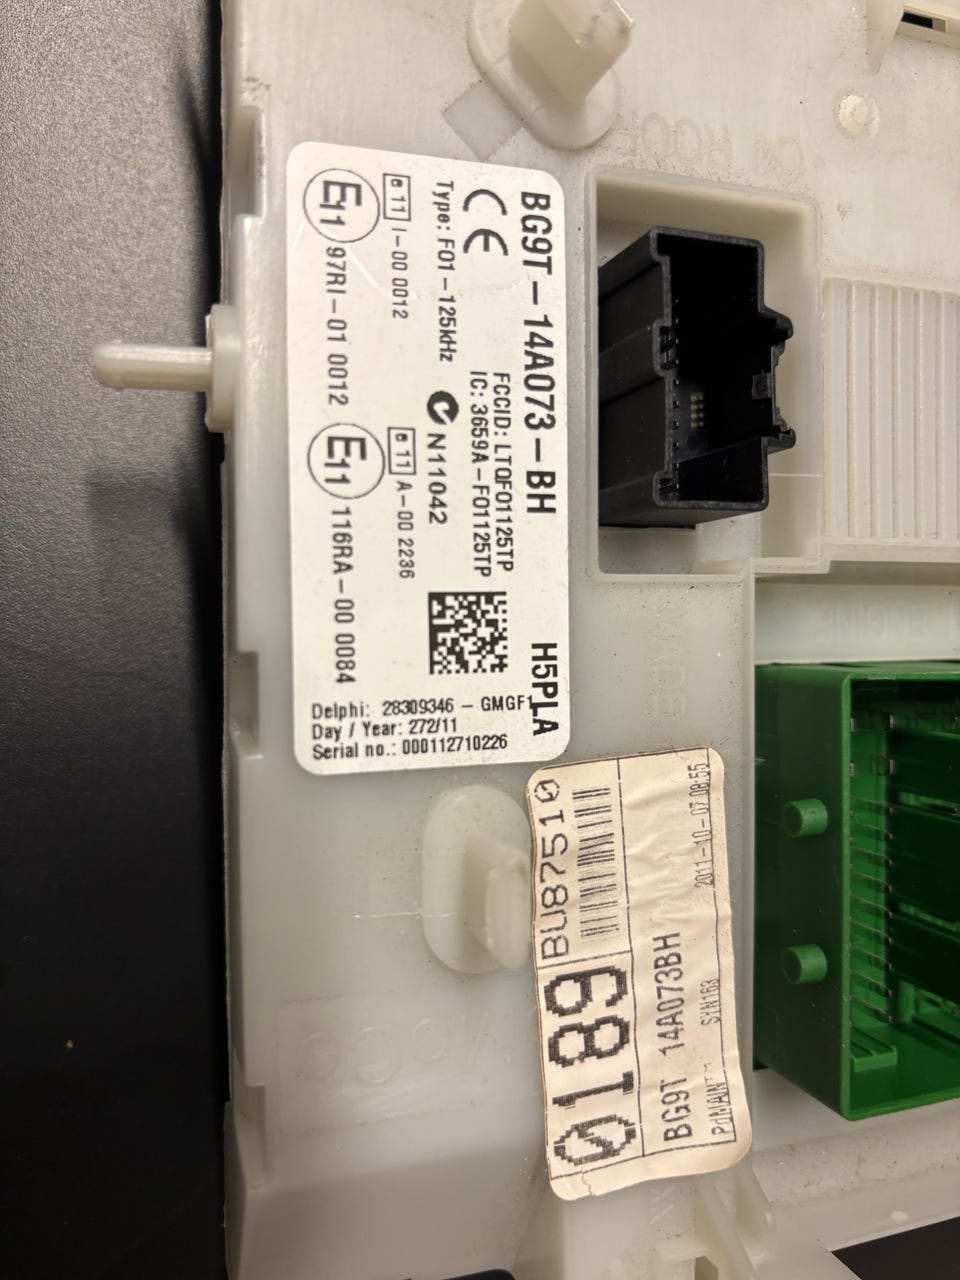 BG9T-14A073-BH H5PLA
CE FCCID: LTQF01125TP
IC: 3659A-F01125TP
Type: F01-125kHz N11042
e 11 I-00 0012 e 11 A-00 2236
E11 97RI-01 0012 E11 116RA-00 0084
Delphi: 28309346 - GMGF1
Day / Year: 272/11
Serial no.: 000112710226
0189 BU87510
BG9T 14A073BH
SYN163 2011-10-07 08:55